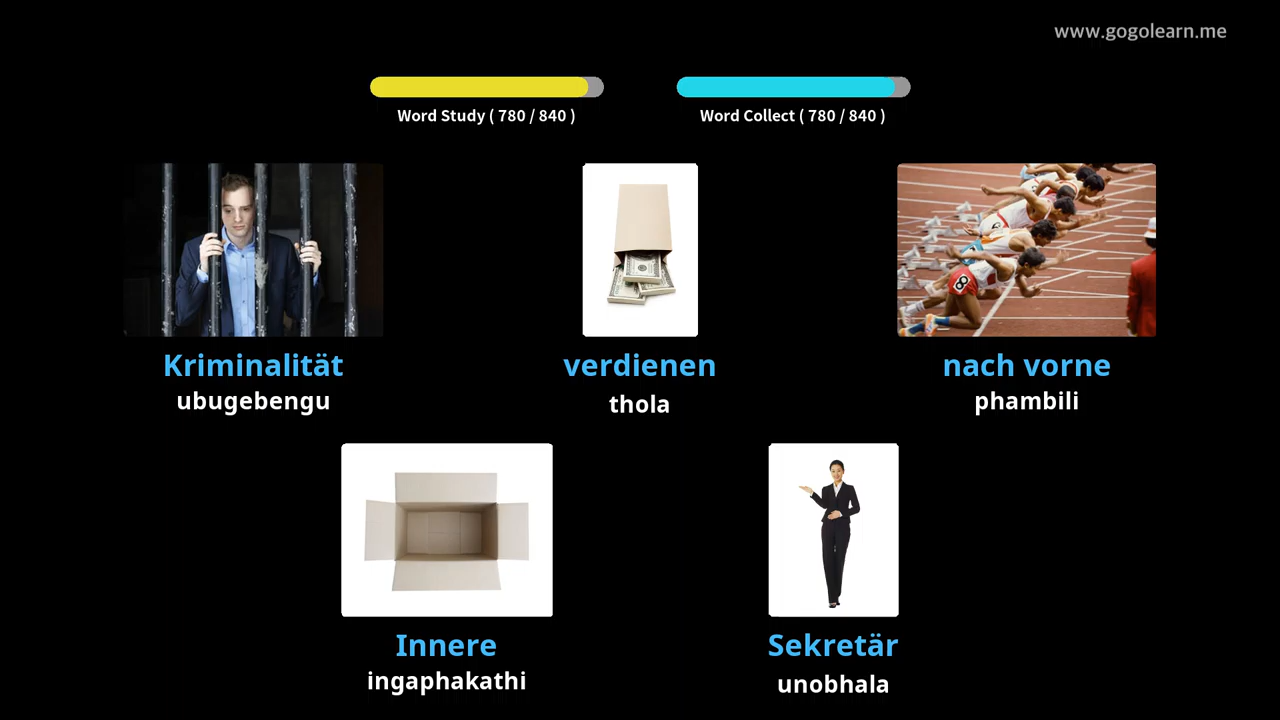 www.gogolearn.me
Word Study ( 780 / 840 )
Word Collect ( 780 / 840 )
Kriminalität
ubugebengu
verdienen
thola
nach vorne
phambili
Innere
ingaphakathi
Sekretär
unobhala